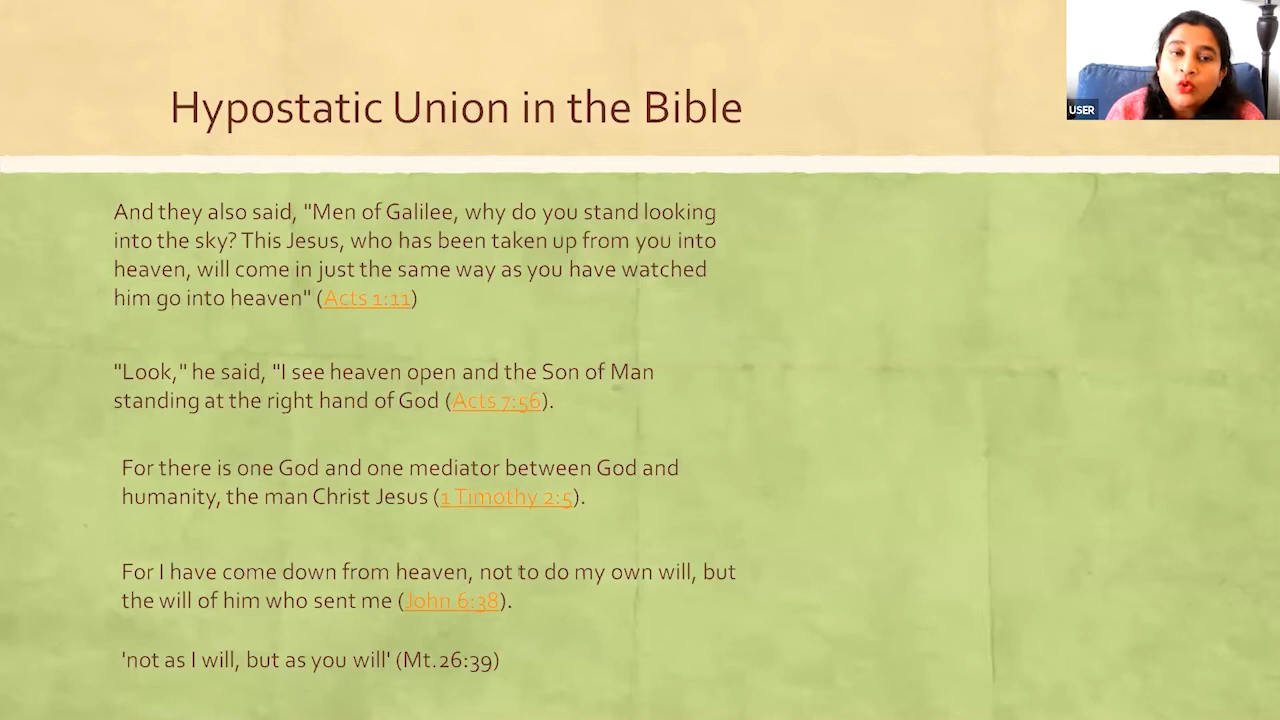 Hypostatic Union in the Bible
USER
And they also said, "Men of Galilee, why do you stand looking
into the sky? This Jesus, who has been taken up from you into
heaven, will come in just the same way as you have watched
him go into heaven" (Acts 1:11)
"Look," he said, "I see heaven open and the Son of Man
standing at the right hand of God (Acts 7:56).
For there is one God and one mediator between God and
humanity, the man Christ Jesus (1 Timothy 2:5).
For I have come down from heaven, not to do my own will, but
the will of him who sent me (John 6:38).
'not as I will, but as you will' (Mt.26:39)